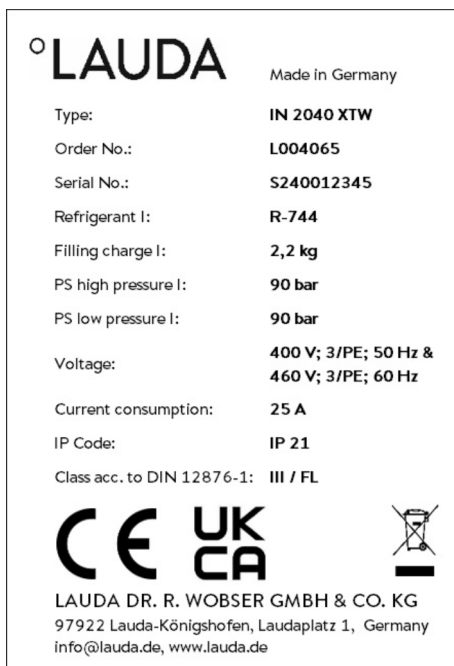 °LAUDA
Made in Germany
Type: IN 2040 XTW
Order No.: L004065
Serial No.: S240012345
Refrigerant I: R-744
Filling charge I: 2,2 kg
PS high pressure I: 90 bar
PS low pressure I: 90 bar
Voltage: 400 V; 3/PE; 50 Hz &
460 V; 3/PE; 60 Hz
Current consumption: 25 A
IP Code: IP 21
Class acc. to DIN 12876-1: III / FL
CE UK
CA
LAUDA DR. R. WOBSER GMBH & CO. KG
97922 Lauda-Königshofen, Laudaplatz 1, Germany
info@lauda.de, www.lauda.de